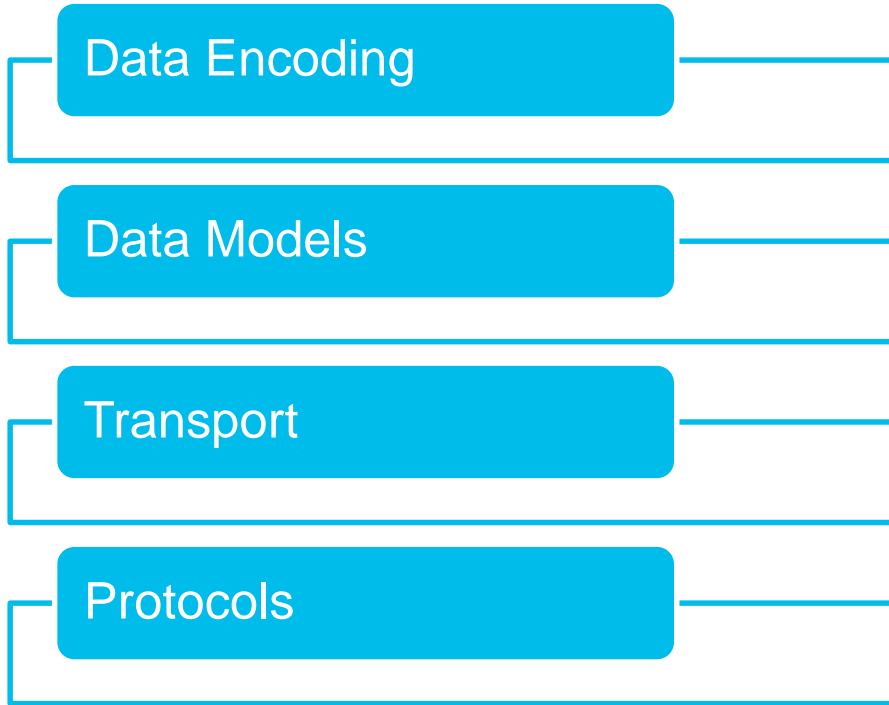 Data Encoding
Data Models
Transport
Protocols